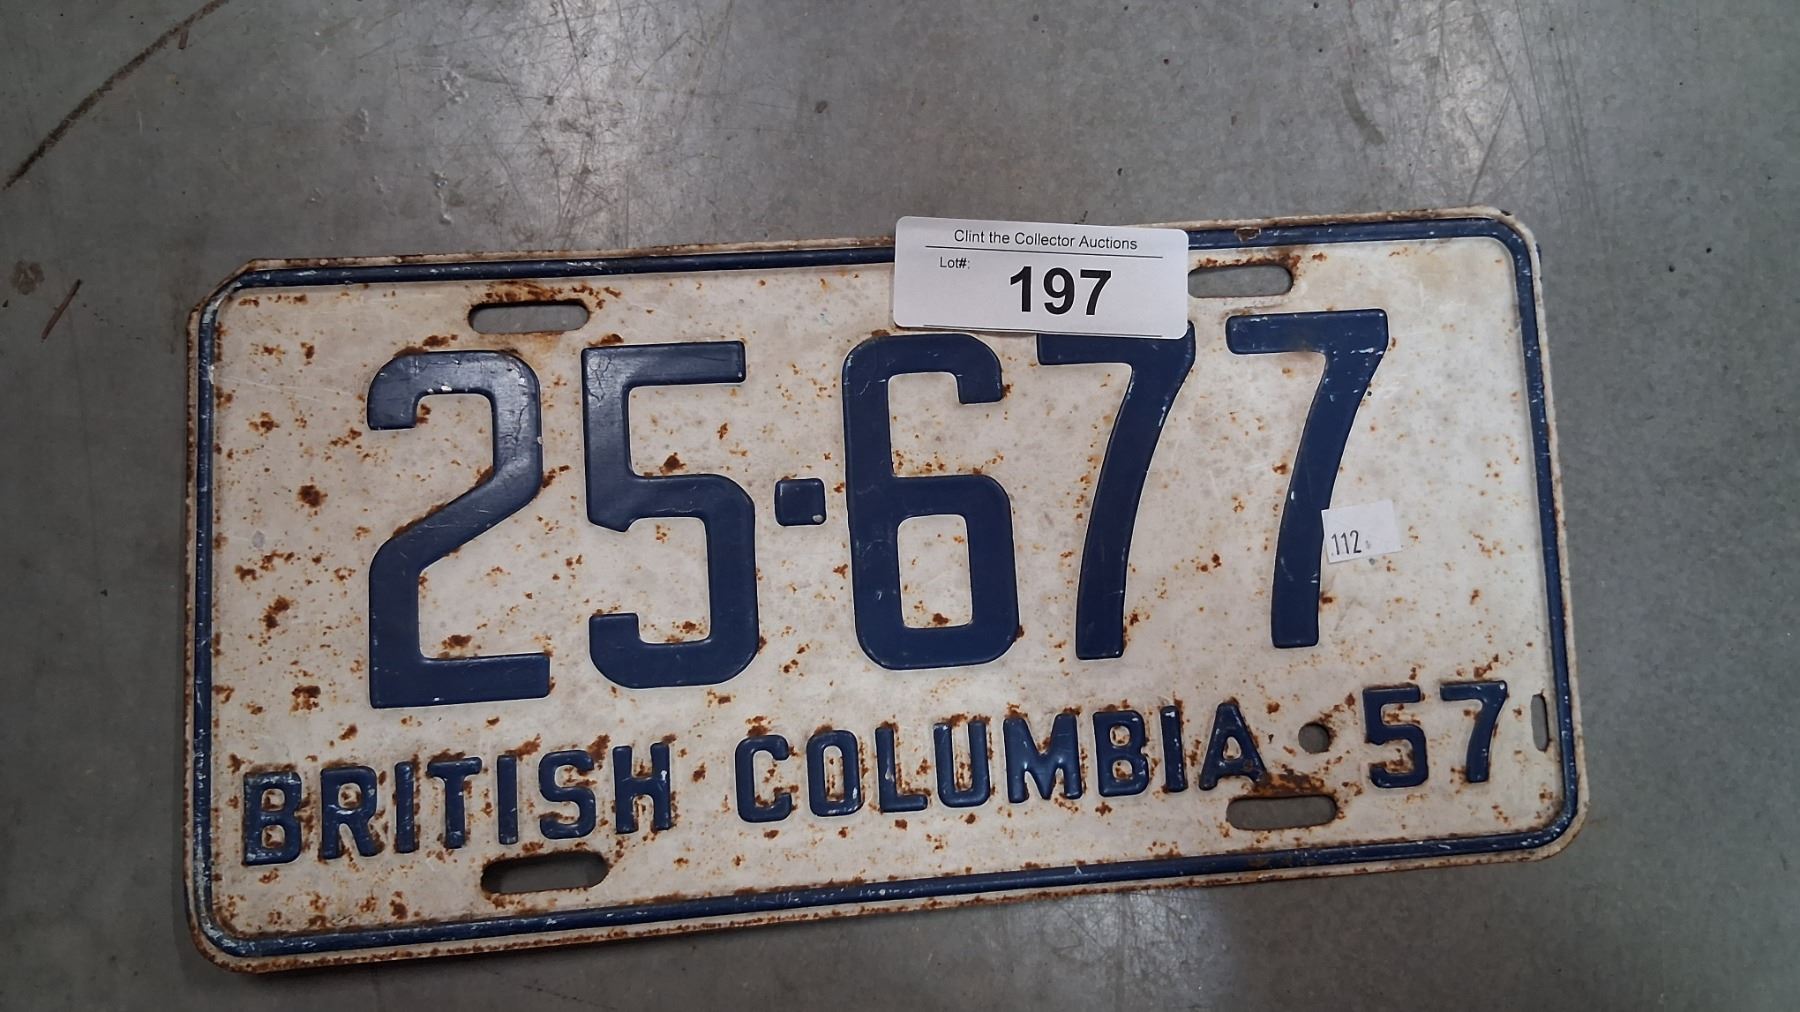 Clint the Collector Auctions
Lot#: 197
25·677
112
BRITISH COLUMBIA 57